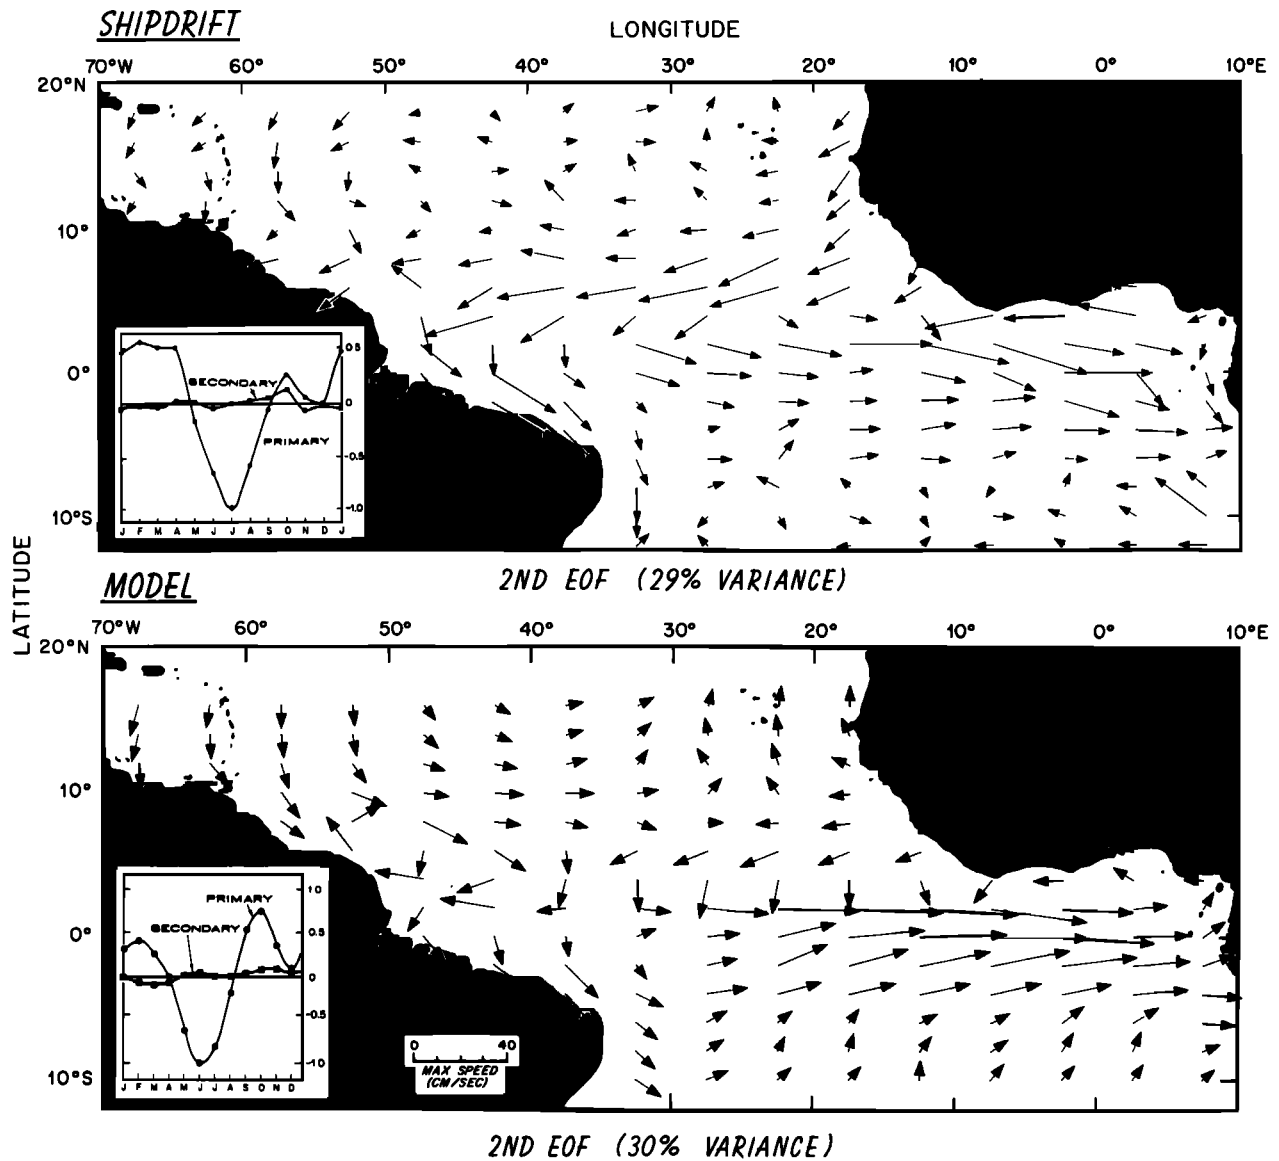 SHIPDRIFT
LONGITUDE
70°W 60° 50° 40° 30° 20° 10° 0° 10°E
20°N
10°
0°
10°S
SECONDARY
PRIMARY
0.5
0
-0.5
-1.0
J F M A M J J A S O N D J
LATITUDE
2ND EOF (29% VARIANCE)
MODEL
70°W 60° 50° 40° 30° 20° 10° 0° 10°E
20°N
10°
0°
10°S
PRIMARY
SECONDARY
1.0
0.5
0
-0.5
-1.0
J F M A M J J A S O N D
0 40
MAX SPEED
(CM/SEC)
2ND EOF (30% VARIANCE)